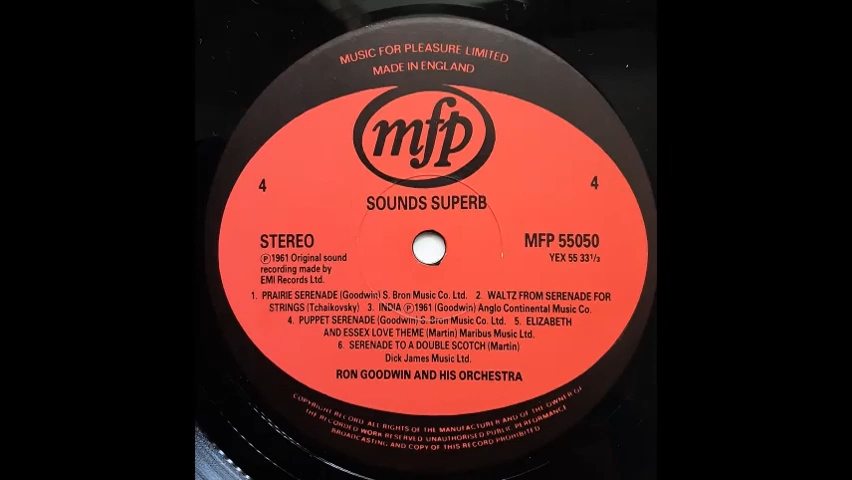 MUSIC FOR PLEASURE LIMITED
MADE IN ENGLAND
mfp
4 4
SOUNDS SUPERB
STEREO MFP 55050
Ⓟ1961 Original sound YEX 55 33⅓
recording made by
EMI Records Ltd.
1. PRAIRIE SERENADE (Goodwin) S. Bron Music Co. Ltd. 2. WALTZ FROM SERENADE FOR
STRINGS (Tchaikovsky) 3. INDIA Ⓟ1961 (Goodwin) Anglo Continental Music Co.
4. PUPPET SERENADE (Goodwin) S. Bron Music Co. Ltd. 5. ELIZABETH
AND ESSEX LOVE THEME (Martin) Maribus Music Ltd.
6. SERENADE TO A DOUBLE SCOTCH (Martin)
Dick James Music Ltd.
RON GOODWIN AND HIS ORCHESTRA
COPYRIGHT RECORD. ALL RIGHTS OF THE MANUFACTURER AND OF THE OWNER OF
THE RECORDED WORK RESERVED. UNAUTHORISED PUBLIC PERFORMANCE
BROADCASTING AND COPY OF THIS RECORD PROHIBITED